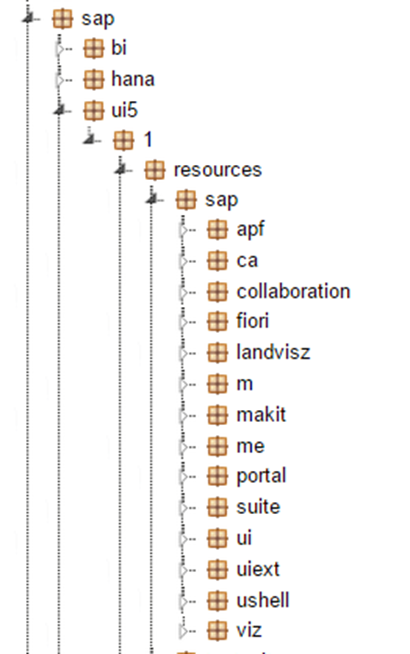 sap
bi
hana
ui5
1
resources
sap
apf
ca
collaboration
fiori
landvisz
m
makit
me
portal
suite
ui
uiext
ushell
viz